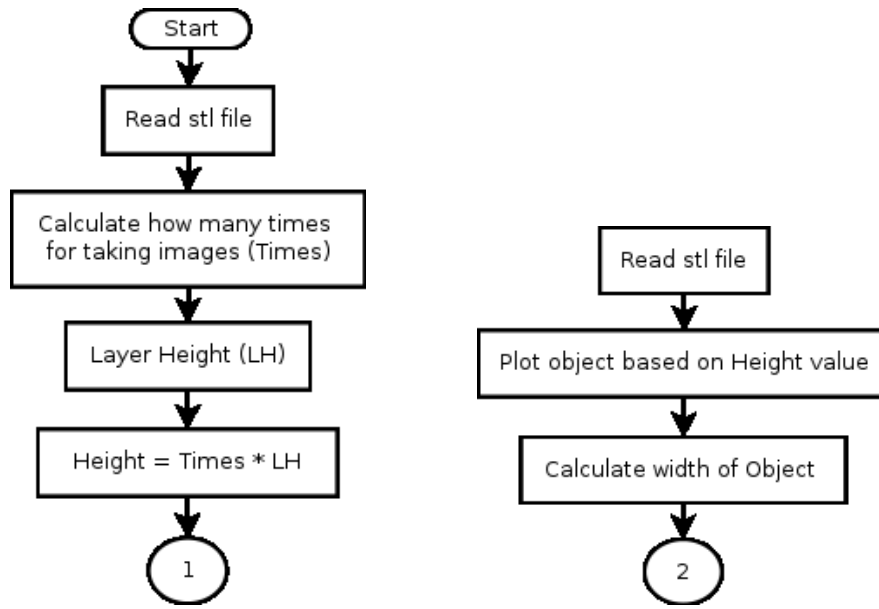 Start
Read stl file
Calculate how many times
for taking images (Times)
Layer Height (LH)
Height = Times * LH
1
Read stl file
Plot object based on Height value
Calculate width of Object
2